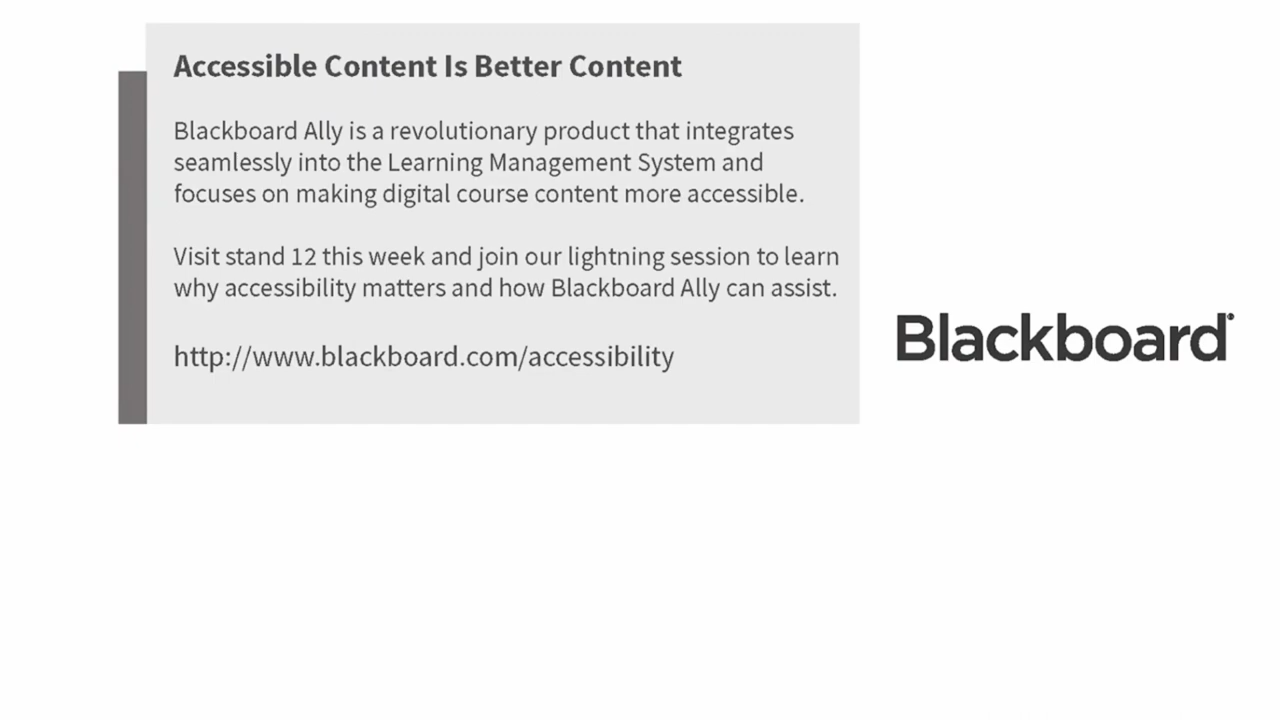 Accessible Content Is Better Content
Blackboard Ally is a revolutionary product that integrates
seamlessly into the Learning Management System and
focuses on making digital course content more accessible.
Visit stand 12 this week and join our lightning session to learn
why accessibility matters and how Blackboard Ally can assist.
http://www.blackboard.com/accessibility
Blackboard